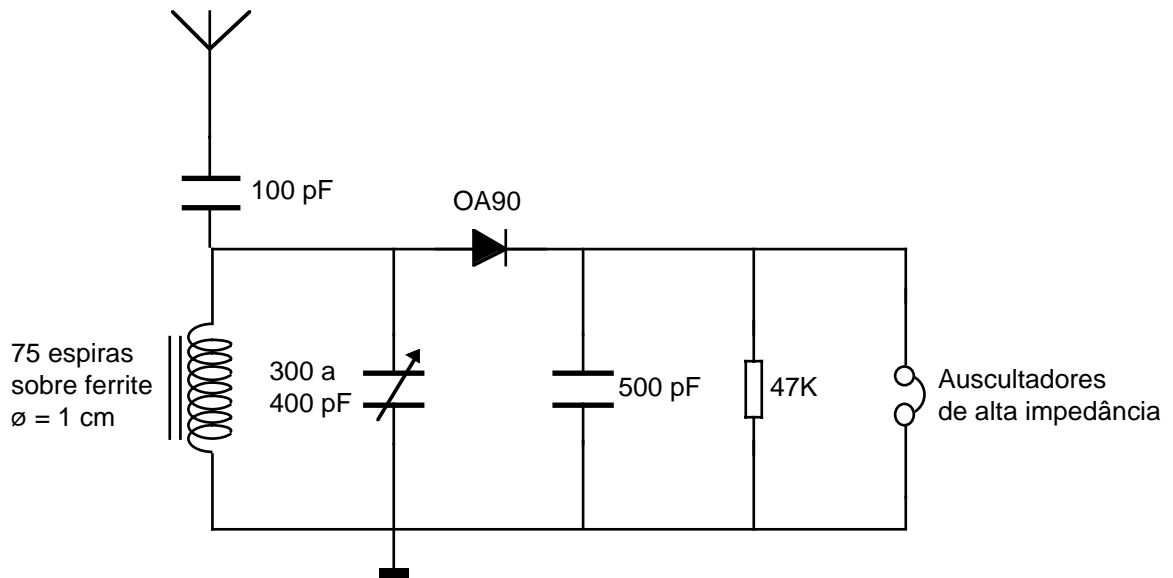 100 pF
OA90
75 espiras
sobre ferrite
ø = 1 cm
300 a
400 pF
500 pF
47K
Auscultadores
de alta impedância